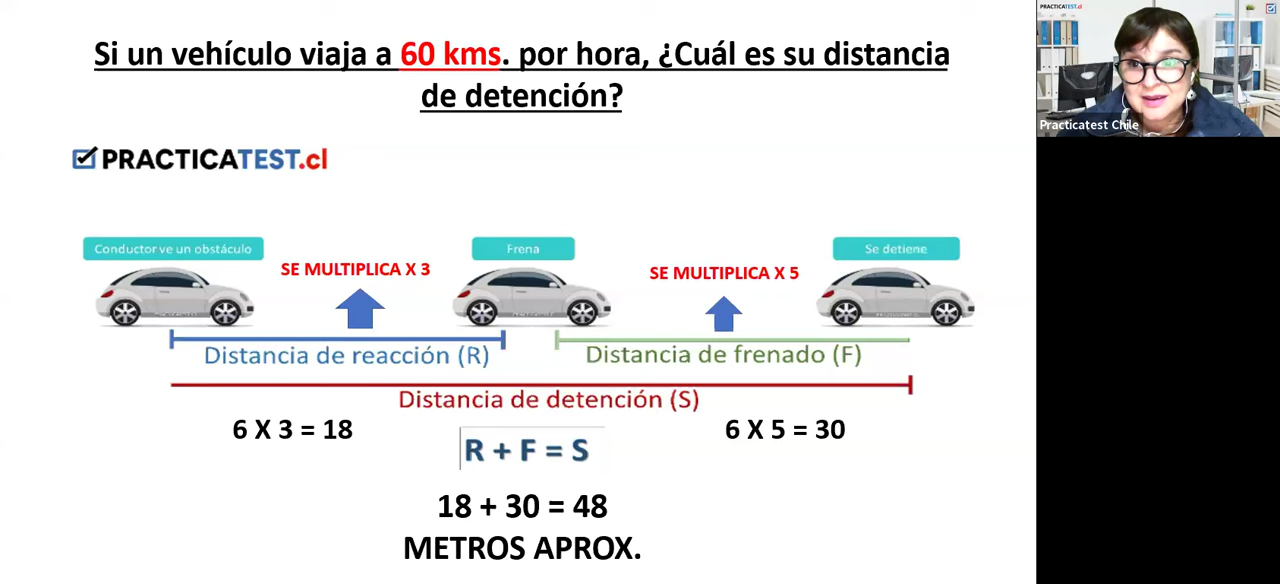 Si un vehículo viaja a 60 kms. por hora, ¿Cuál es su distancia
de detención?
PRACTICATEST.cl
Conductor ve un obstáculo
Frena
Se detiene
SE MULTIPLICA X 3
SE MULTIPLICA X 5
Distancia de reacción (R)
Distancia de frenado (F)
Distancia de detención (S)
6 X 3 = 18
6 X 5 = 30
R + F = S
18 + 30 = 48
METROS APROX.
PRACTICATEST.cl
Practicatest Chile